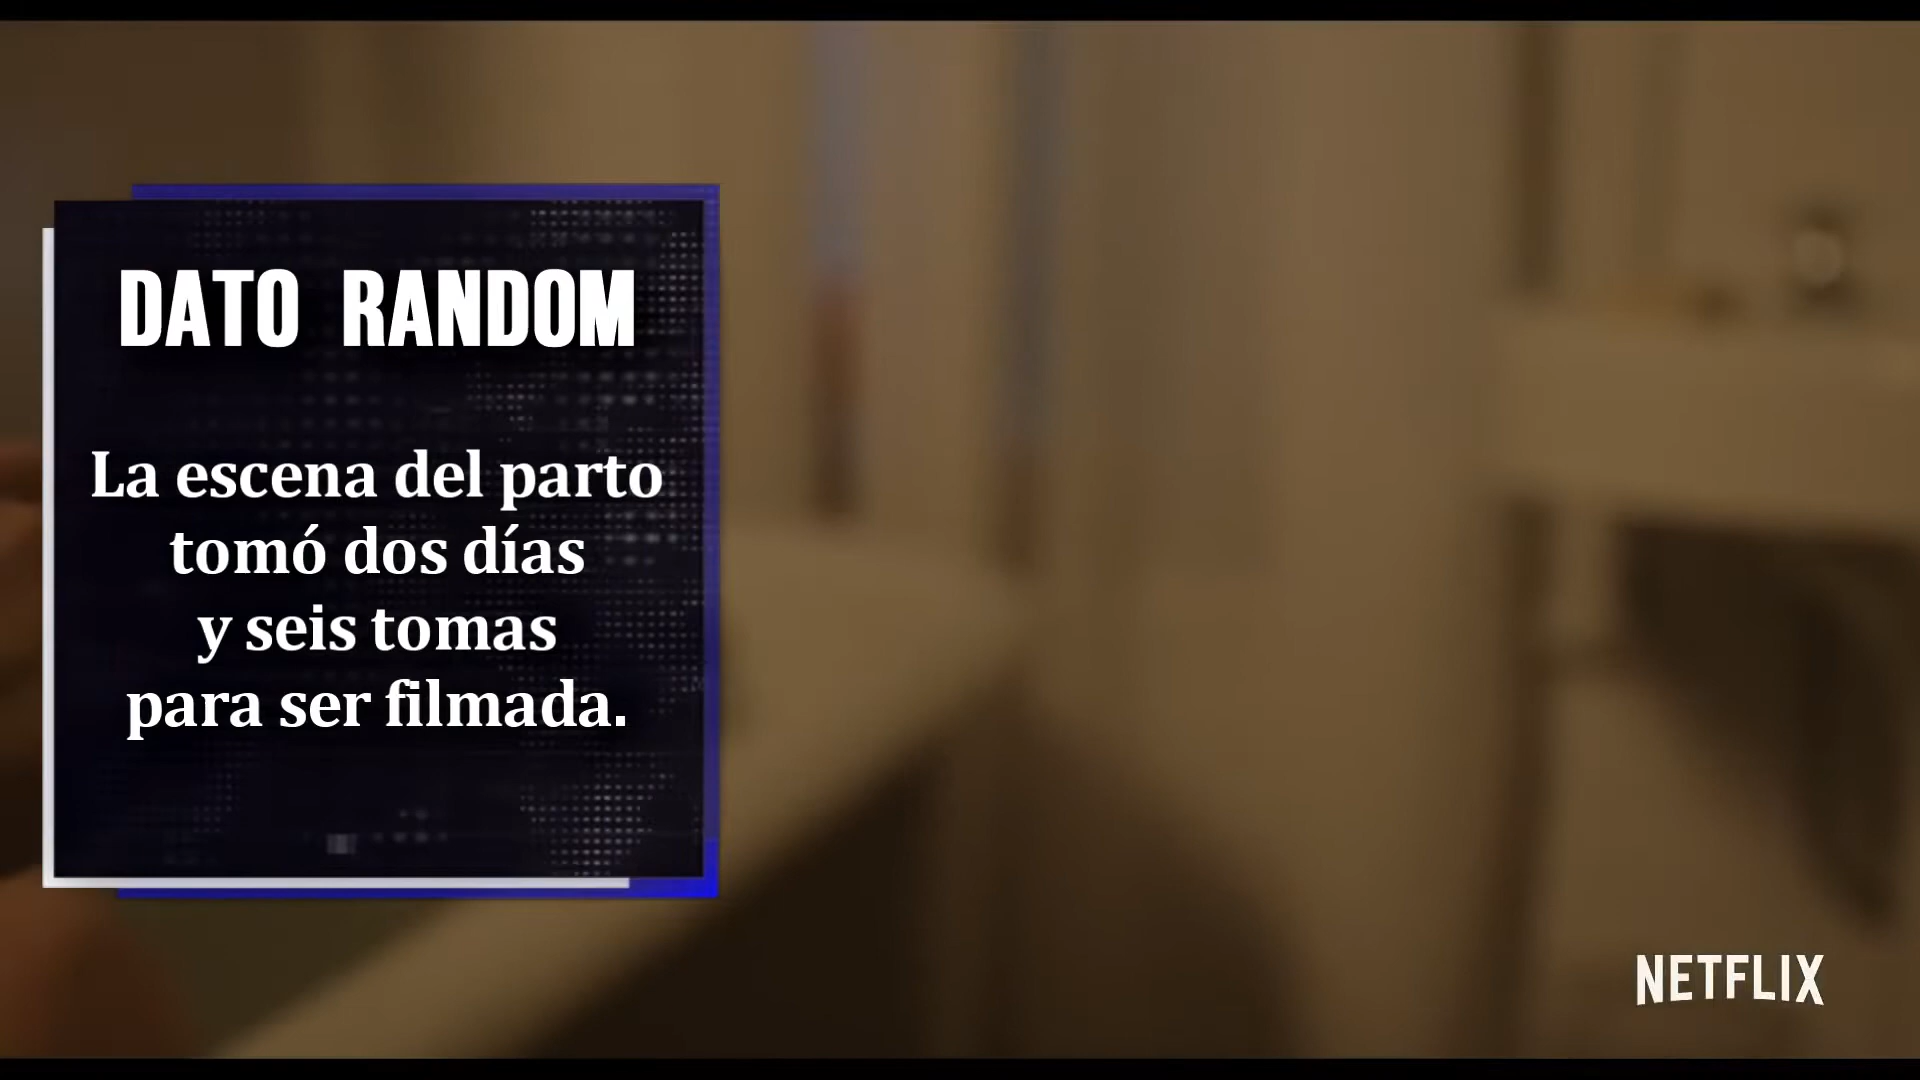 DATO RANDOM
La escena del parto
tomó dos días
y seis tomas
para ser filmada.
NETFLIX